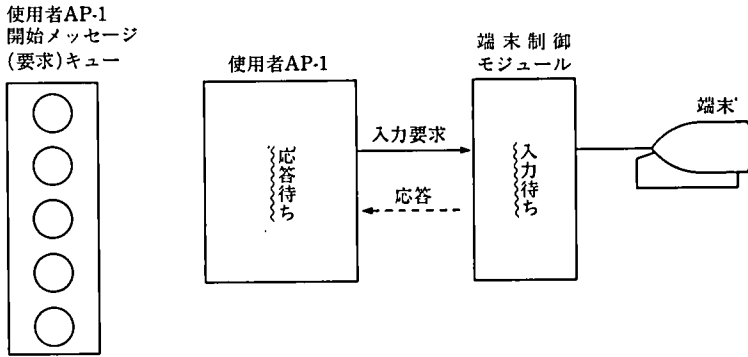 使用者AP-1
開始メッセージ
(要求)キュー
使用者AP-1
応答待ち
入力要求
応答
端末制御
モジュール
入力待ち
端末